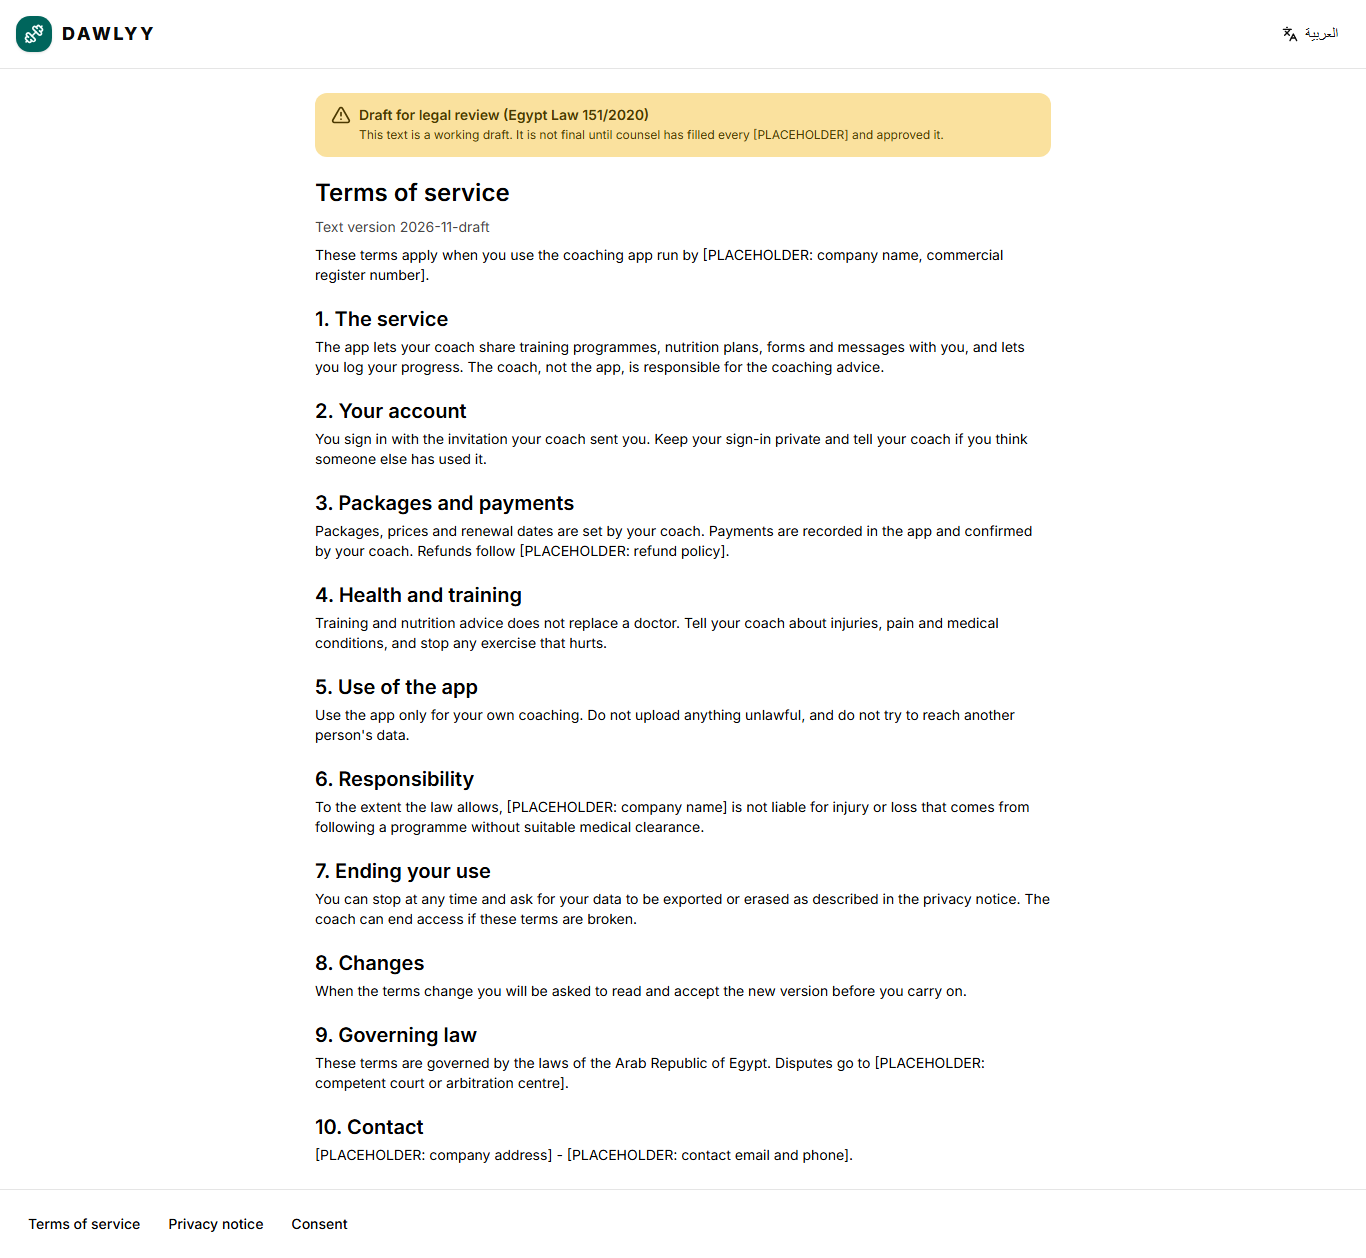 DAWLYY
العربية
Draft for legal review (Egypt Law 151/2020)
This text is a working draft. It is not final until counsel has filled every [PLACEHOLDER] and approved it.
Terms of service
Text version 2026-11-draft
These terms apply when you use the coaching app run by [PLACEHOLDER: company name, commercial
register number].
1. The service
The app lets your coach share training programmes, nutrition plans, forms and messages with you, and lets
you log your progress. The coach, not the app, is responsible for the coaching advice.
2. Your account
You sign in with the invitation your coach sent you. Keep your sign-in private and tell your coach if you think
someone else has used it.
3. Packages and payments
Packages, prices and renewal dates are set by your coach. Payments are recorded in the app and confirmed
by your coach. Refunds follow [PLACEHOLDER: refund policy].
4. Health and training
Training and nutrition advice does not replace a doctor. Tell your coach about injuries, pain and medical
conditions, and stop any exercise that hurts.
5. Use of the app
Use the app only for your own coaching. Do not upload anything unlawful, and do not try to reach another
person's data.
6. Responsibility
To the extent the law allows, [PLACEHOLDER: company name] is not liable for injury or loss that comes from
following a programme without suitable medical clearance.
7. Ending your use
You can stop at any time and ask for your data to be exported or erased as described in the privacy notice. The
coach can end access if these terms are broken.
8. Changes
When the terms change you will be asked to read and accept the new version before you carry on.
9. Governing law
These terms are governed by the laws of the Arab Republic of Egypt. Disputes go to [PLACEHOLDER:
competent court or arbitration centre].
10. Contact
[PLACEHOLDER: company address] - [PLACEHOLDER: contact email and phone].
Terms of service
Privacy notice
Consent